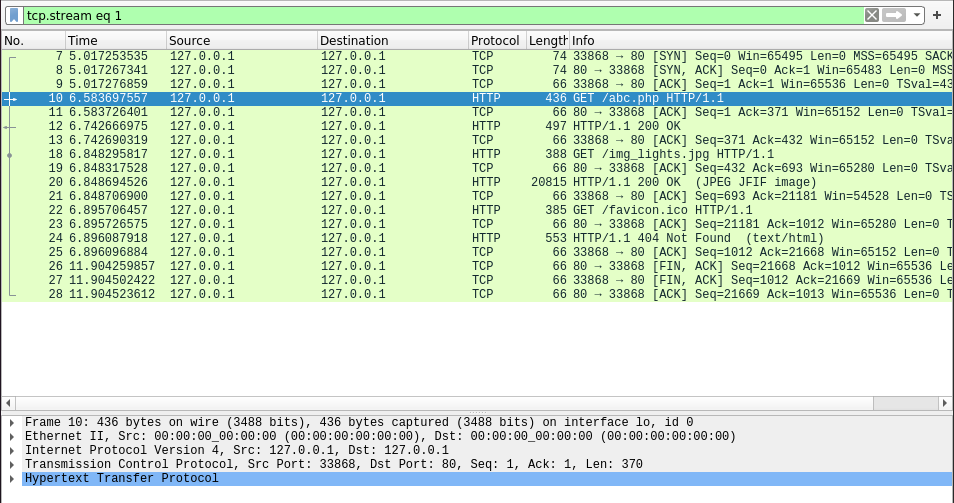 tcp.stream eq 1
No. Time Source Destination Protocol Length Info
7 5.017253535 127.0.0.1 127.0.0.1 TCP 74 33868 → 80 [SYN] Seq=0 Win=65495 Len=0 MSS=65495 SACK
8 5.017267341 127.0.0.1 127.0.0.1 TCP 74 80 → 33868 [SYN, ACK] Seq=0 Ack=1 Win=65483 Len=0 MSS
9 5.017276859 127.0.0.1 127.0.0.1 TCP 66 33868 → 80 [ACK] Seq=1 Ack=1 Win=65536 Len=0 TSval=43
10 6.583697557 127.0.0.1 127.0.0.1 HTTP 436 GET /abc.php HTTP/1.1
11 6.583726401 127.0.0.1 127.0.0.1 TCP 66 80 → 33868 [ACK] Seq=1 Ack=371 Win=65152 Len=0 TSval=
12 6.742666975 127.0.0.1 127.0.0.1 HTTP 497 HTTP/1.1 200 OK
13 6.742690319 127.0.0.1 127.0.0.1 TCP 66 33868 → 80 [ACK] Seq=371 Ack=432 Win=65152 Len=0 TSva
18 6.848295817 127.0.0.1 127.0.0.1 HTTP 388 GET /img_lights.jpg HTTP/1.1
19 6.848317528 127.0.0.1 127.0.0.1 TCP 66 80 → 33868 [ACK] Seq=432 Ack=693 Win=65280 Len=0 TSva
20 6.848694526 127.0.0.1 127.0.0.1 HTTP 20815 HTTP/1.1 200 OK (JPEG JFIF image)
21 6.848706900 127.0.0.1 127.0.0.1 TCP 66 33868 → 80 [ACK] Seq=693 Ack=21181 Win=54528 Len=0 TS
22 6.895706457 127.0.0.1 127.0.0.1 HTTP 385 GET /favicon.ico HTTP/1.1
23 6.895726575 127.0.0.1 127.0.0.1 TCP 66 80 → 33868 [ACK] Seq=21181 Ack=1012 Win=65280 Len=0 T
24 6.896087918 127.0.0.1 127.0.0.1 HTTP 553 HTTP/1.1 404 Not Found (text/html)
25 6.896096884 127.0.0.1 127.0.0.1 TCP 66 33868 → 80 [ACK] Seq=1012 Ack=21668 Win=65152 Len=0 T
26 11.904259857 127.0.0.1 127.0.0.1 TCP 66 80 → 33868 [FIN, ACK] Seq=21668 Ack=1012 Win=65536 Le
27 11.904502422 127.0.0.1 127.0.0.1 TCP 66 33868 → 80 [FIN, ACK] Seq=1012 Ack=21669 Win=65536 Le
28 11.904523612 127.0.0.1 127.0.0.1 TCP 66 80 → 33868 [ACK] Seq=21669 Ack=1013 Win=65536 Len=0 T
Frame 10: 436 bytes on wire (3488 bits), 436 bytes captured (3488 bits) on interface lo, id 0
Ethernet II, Src: 00:00:00_00:00:00 (00:00:00:00:00:00), Dst: 00:00:00_00:00:00 (00:00:00:00:00:00)
Internet Protocol Version 4, Src: 127.0.0.1, Dst: 127.0.0.1
Transmission Control Protocol, Src Port: 33868, Dst Port: 80, Seq: 1, Ack: 1, Len: 370
Hypertext Transfer Protocol